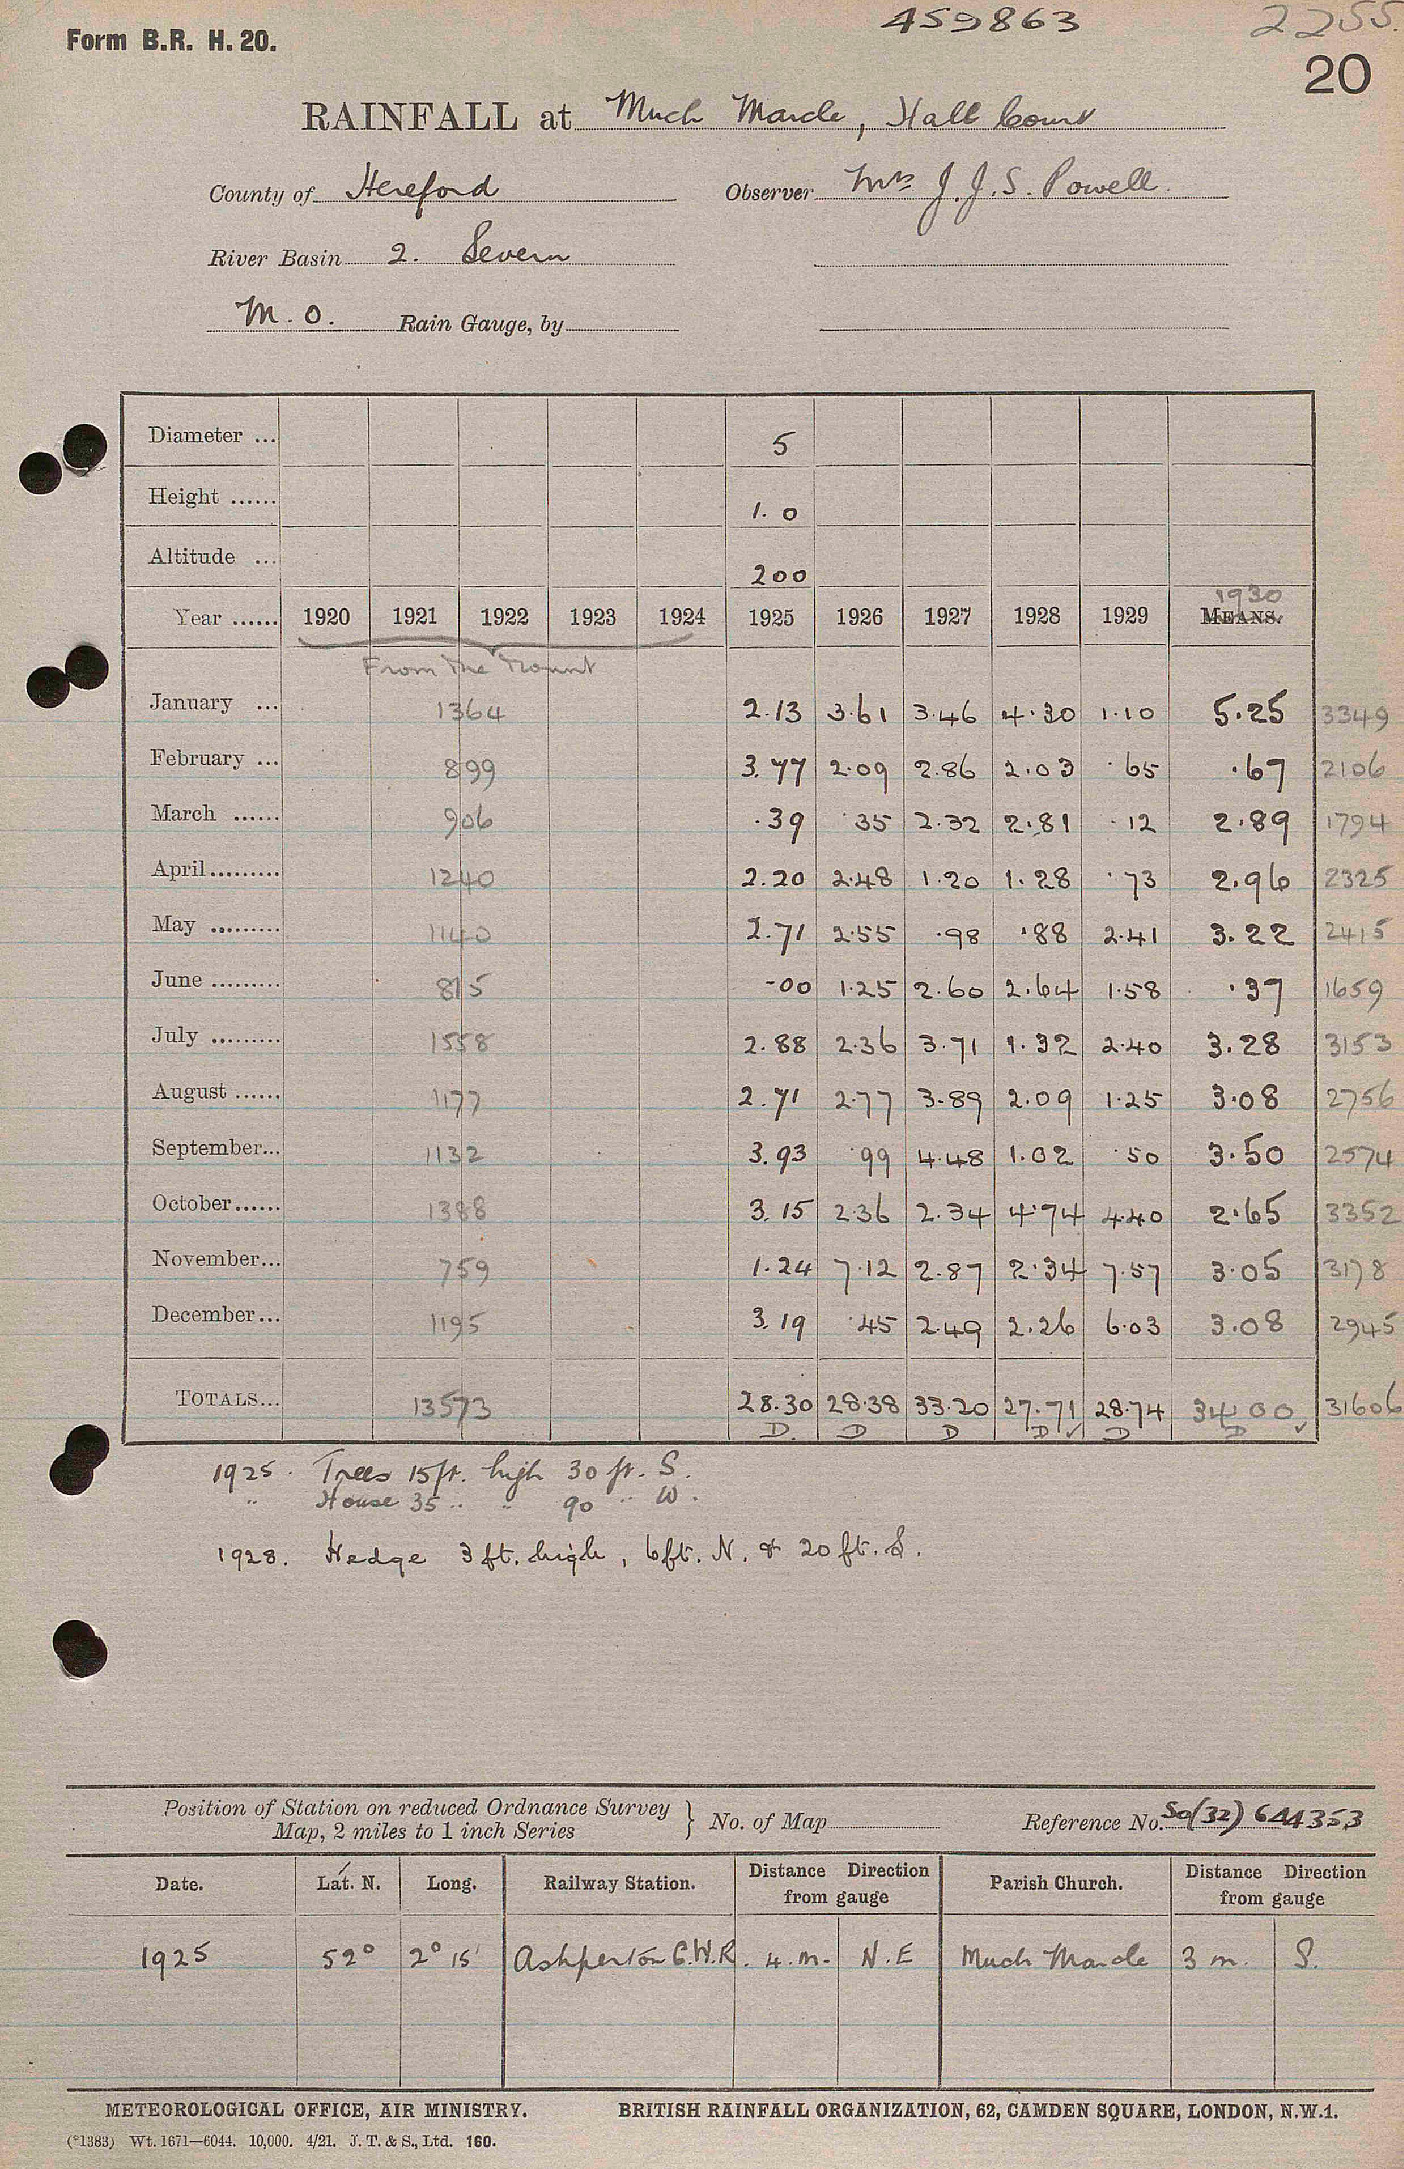 459863 2255.
Form B.R. H. 20.
20
RAINFALL at Much Marcle, Hall Court
County of Hereford Observer Mrs J. J. S. Powell.
River Basin 2. Severn
M. O. Rain Gauge, by
Diameter ... 5
Height ...... 1. 0
Altitude ... 200
1930
Year ...... 1920 1921 1922 1923 1924 1925 1926 1927 1928 1929 MEANS.
From The Mount
January ... 1364 2.13 3.61 3.46 4.30 1.10 5.25 3349
February ... 899 3.77 2.09 2.86 2.03 .65 .67 2106
March ...... 906 .39 .35 2.32 2.81 .12 2.89 1794
April......... 1240 2.20 2.48 1.20 1.28 .73 2.96 2325
May ......... 1140 2.71 2.55 .98 .88 2.41 3.22 2415
June ......... 815 -00 1.25 2.60 2.64 1.58 .37 1659
July ......... 1558 2.88 2.36 3.71 1.32 2.40 3.28 3153
August ...... 1177 2.71 2.77 3.89 2.09 1.25 3.08 2756
September... 1132 3.93 .99 4.48 1.02 .50 3.50 2574
October...... 1388 3.15 2.36 2.34 4.74 4.40 2.65 3352
November... 759 1.24 7.12 2.87 2.34 7.57 3.05 3178
December... 1195 3.19 .45 2.49 2.26 6.03 3.08 2945
TOTALS... 13573 28.30 28.38 33.20 27.71 28.74 34.00 31606
D. D D D ✓ D D ✓
1925. Trees 15ft. high 30 ft. S.
" House 35 " " 90 " W.
1928. Hedge 3 ft. high, 6ft. N. & 20 ft. S.
Position of Station on reduced Ordnance Survey
Map, 2 miles to 1 inch Series } No. of Map Reference No. SO(32) 644353
Date. Lat. N. Long. Railway Station. Distance Direction from gauge Parish Church. Distance Direction from gauge
1925 52° 2° 15' Ashperton G.W.R. 4. m. N.E Much Marcle 3 m. S.
METEOROLOGICAL OFFICE, AIR MINISTRY. BRITISH RAINFALL ORGANIZATION, 62, CAMDEN SQUARE, LONDON, N.W.1.
(*1383) Wt. 1671—6044. 10,000. 4/21. J. T. & S., Ltd. 160.